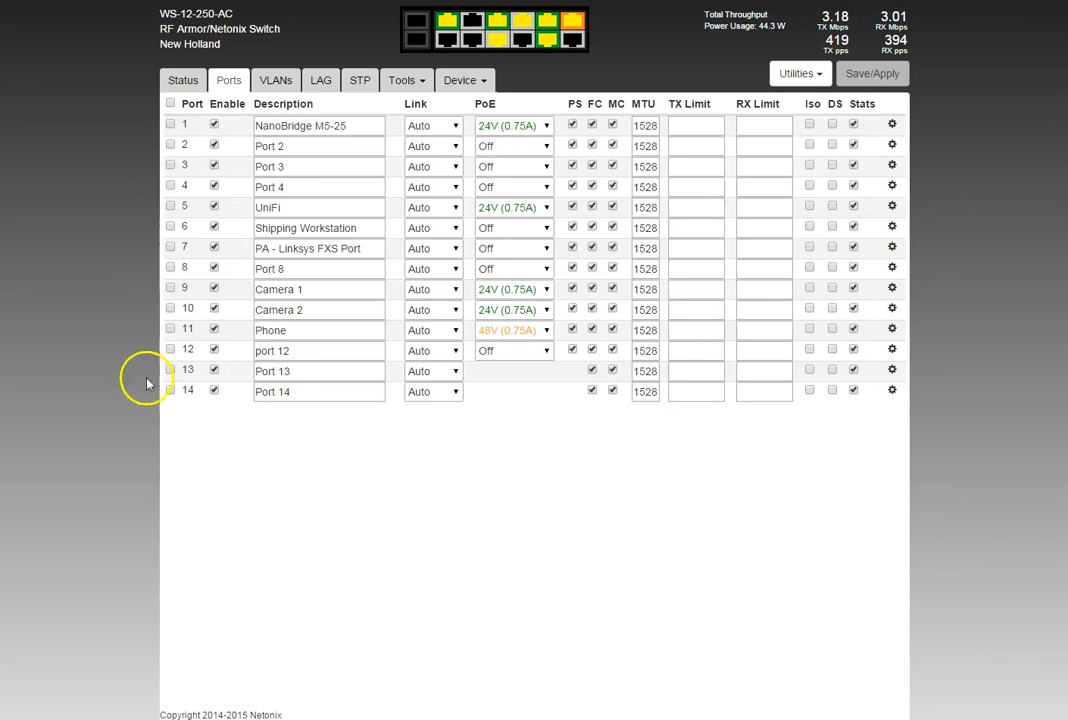 WS-12-250-AC
RF Armor/Netonix Switch
New Holland
Total Throughput
Power Usage: 44.3 W
3.18 3.01
TX Mbps RX Mbps
419 394
TX pps RX pps
Status Ports VLANs LAG STP Tools Device Utilities Save/Apply
Port Enable Description Link PoE PS FC MC MTU TX Limit RX Limit Iso DS Stats
1 NanoBridge M5-25 Auto 24V (0.75A) 1528
2 Port 2 Auto Off 1528
3 Port 3 Auto Off 1528
4 Port 4 Auto Off 1528
5 UniFi Auto 24V (0.75A) 1528
6 Shipping Workstation Auto Off 1528
7 PA - Linksys FXS Port Auto Off 1528
8 Port 8 Auto Off 1528
9 Camera 1 Auto 24V (0.75A) 1528
10 Camera 2 Auto 24V (0.75A) 1528
11 Phone Auto 48V (0.75A) 1528
12 port 12 Auto Off 1528
13 Port 13 Auto 1528
14 Port 14 Auto 1528
Copyright 2014-2015 Netonix